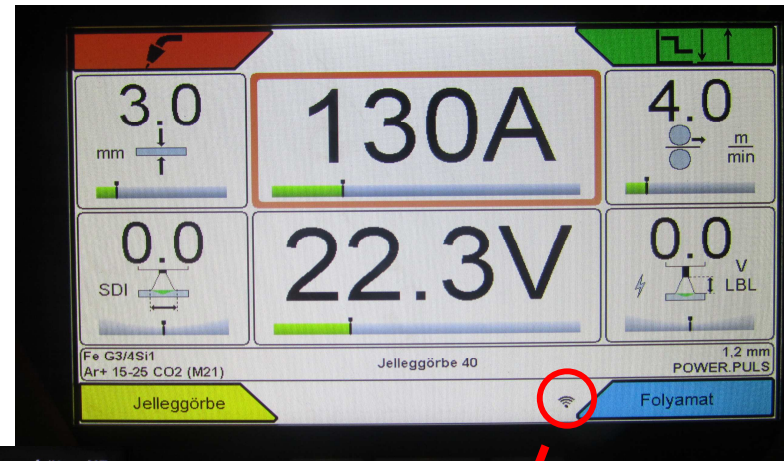 3.0
mm
130A
4.0
m
min
0.0
SDI
22.3V
0.0
V
LBL
Fe G3/4Si1
Ar+ 15-25 CO2 (M21)
Jelleggörbe 40
1,2 mm
POWER.PULS
Jelleggörbe
Folyamat